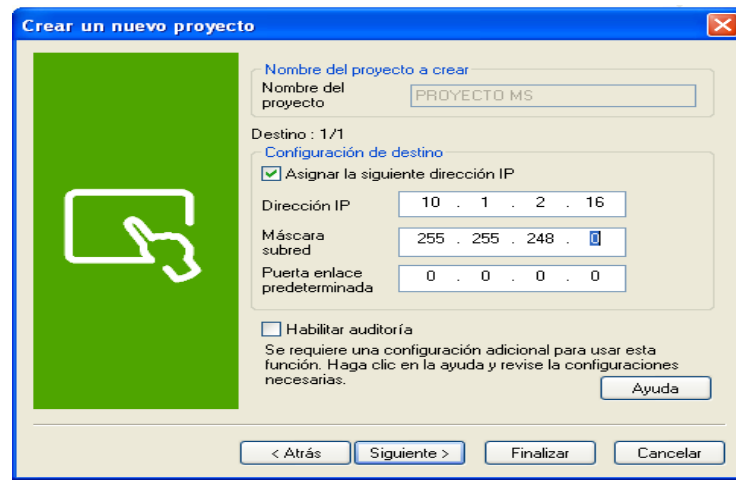 Crear un nuevo proyecto
Nombre del proyecto a crear
Nombre del
proyecto
PROYECTO MS
Destino : 1/1
Configuración de destino
Asignar la siguiente dirección IP
Dirección IP
10 . 1 . 2 . 16
Máscara
subred
255 . 255 . 248 . 0
Puerta enlace
predeterminada
0 . 0 . 0 . 0
Habilitar auditoría
Se requiere una configuración adicional para usar esta
función. Haga clic en la ayuda y revise la configuraciones
necesarias.
Ayuda
< Atrás
Siguiente >
Finalizar
Cancelar